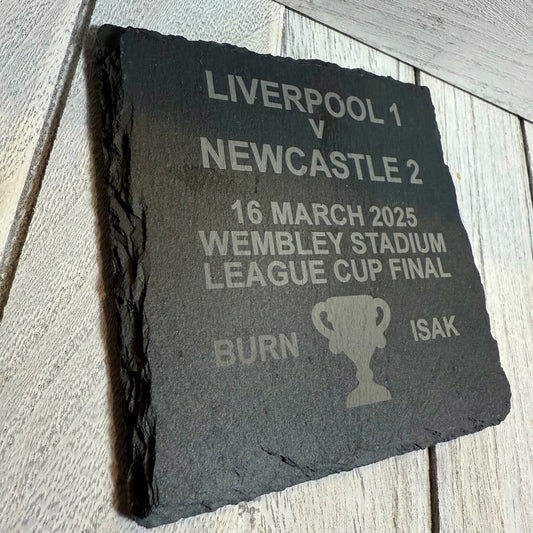 LIVERPOOL 1
v
NEWCASTLE 2
16 MARCH 2025
WEMBLEY STADIUM
LEAGUE CUP FINAL
BURN ISAK